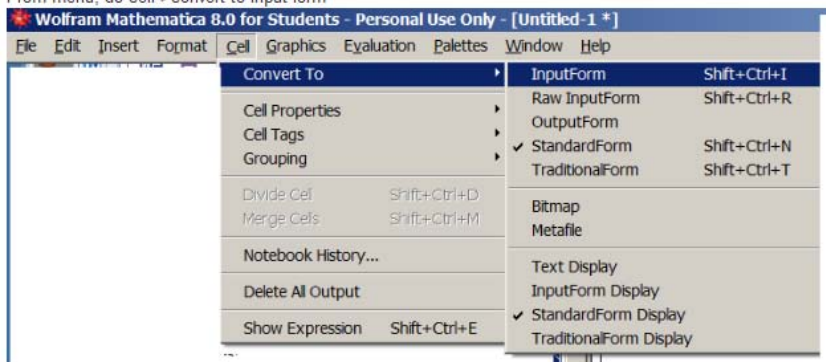 From menu, do cell->convert to input form
Wolfram Mathematica 8.0 for Students - Personal Use Only - [Untitled-1 *]
File Edit Insert Format Cell Graphics Evaluation Palettes Window Help
Convert To
Cell Properties
Cell Tags
Grouping
Divide Cell Shift+Ctrl+D
Merge Cells Shift+Ctrl+M
Notebook History...
Delete All Output
Show Expression Shift+Ctrl+E
InputForm Shift+Ctrl+I
Raw InputForm Shift+Ctrl+R
OutputForm
StandardForm Shift+Ctrl+N
TraditionalForm Shift+Ctrl+T
Bitmap
Metafile
Text Display
InputForm Display
StandardForm Display
TraditionalForm Display